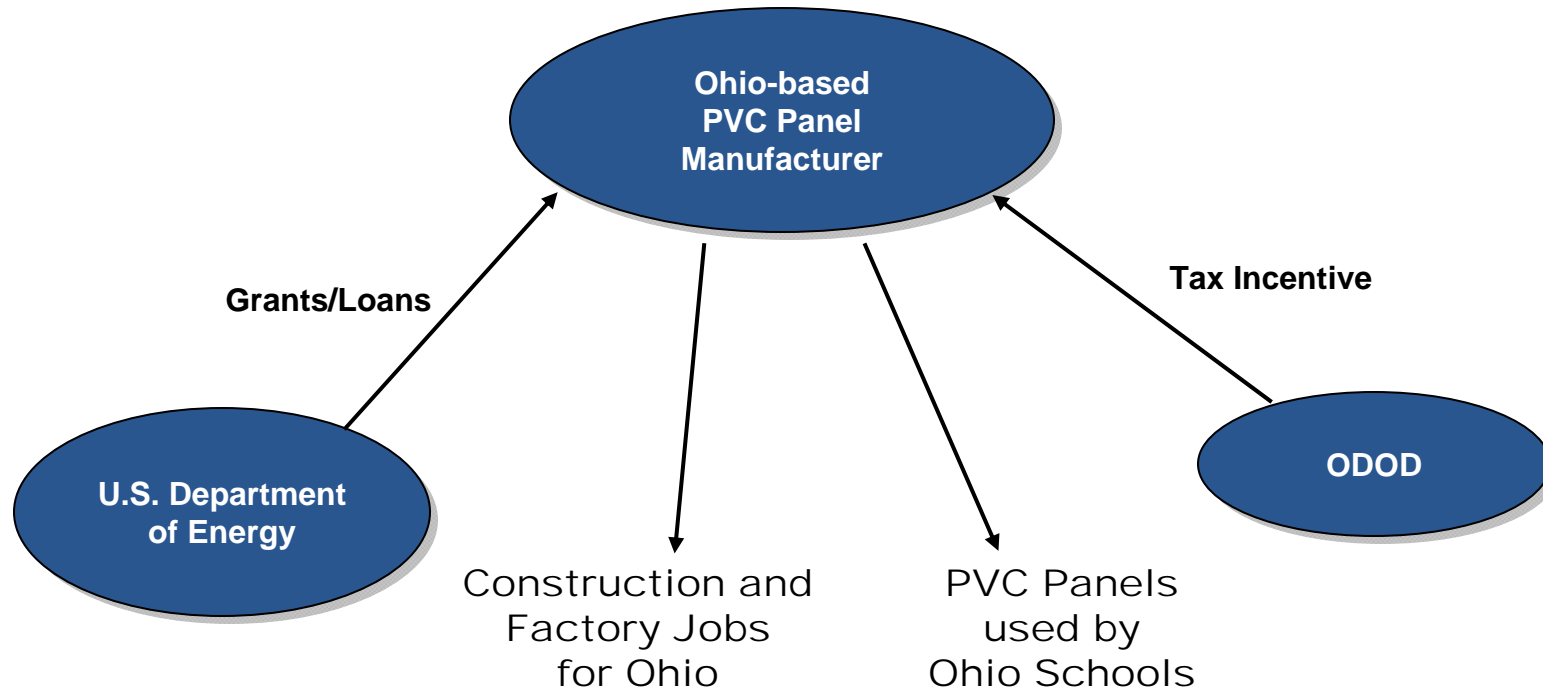 Ohio-based
PVC Panel
Manufacturer
Grants/Loans
Tax Incentive
U.S. Department
of Energy
ODOD
Construction and
Factory Jobs
for Ohio
PVC Panels
used by
Ohio Schools